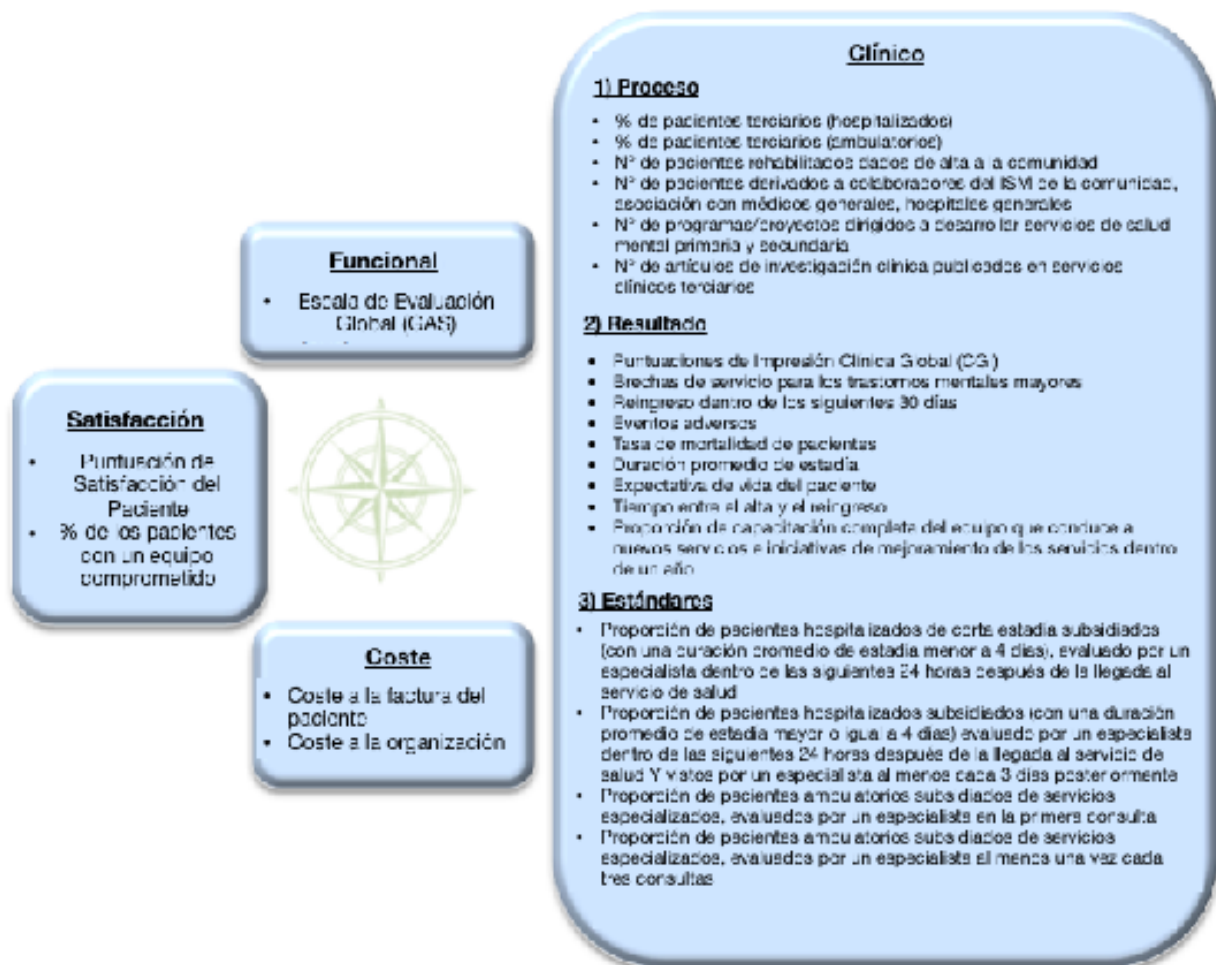 Funcional
• Escala de Evaluación
Global (GAS)
Satisfacción
• Puntuación de
Satisfacción del
Paciente
• % de los pacientes
con un equipo
comprometido
Coste
• Coste a la factura del
paciente
• Coste a la organización
Clínico
1) Proceso
• % de pacientes terciarios (hospitalizados)
• % de pacientes terciarios (ambulatorios)
• N° de pacientes rehabilitados dados de alta a la comunidad
• N° de pacientes derivados a colaboradores del ISM de la comunidad,
asociación con médicos generales, hospitales generales
• N° de programas/proyectos dirigidos a desarrollar servicios de salud
mental primaria y secundaria
• N° de artículos de investigación clínica publicados en servicios
clínicos terciarios
2) Resultado
• Puntuaciones de Impresión Clínica Global (CGI)
• Brechas de servicio para los trastornos mentales mayores
• Reingreso dentro de los siguientes 30 días
• Eventos adversos
• Tasa de mortalidad de pacientes
• Duración promedio de estadía
• Expectativa de vida del paciente
• Tiempo entre el alta y el reingreso
• Proporción de capacitación completa del equipo que conduce a
nuevos servicios e iniciativas de mejoramiento de los servicios dentro
de un año
3) Estándares
• Proporción de pacientes hospitalizados de corta estadía subsidiados
(con una duración promedio de estadía menor a 4 días), evaluado por un
especialista dentro de las siguientes 24 horas después de la llegada al
servicio de salud
• Proporción de pacientes hospitalizados subsidiados (con una duración
promedio de estadía mayor o igual a 4 días) evaluado por un especialista
dentro de las siguientes 24 horas después de la llegada al servicio de
salud Y vistos por un especialista al menos cada 3 días posteriormente
• Proporción de pacientes ambulatorios subsidiados de servicios
especializados, evaluados por un especialista en la primera consulta
• Proporción de pacientes ambulatorios subsidiados de servicios
especializados, evaluados por un especialista al menos una vez cada
tres consultas